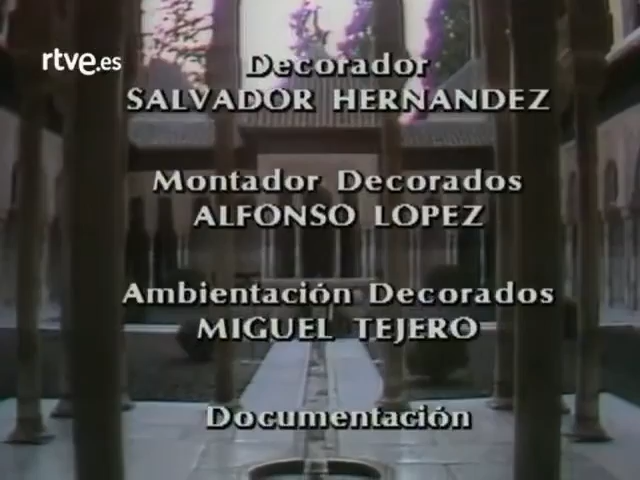 rtve.es
Decorador
SALVADOR HERNANDEZ
Montador Decorados
ALFONSO LOPEZ
Ambientación Decorados
MIGUEL TEJERO
Documentación